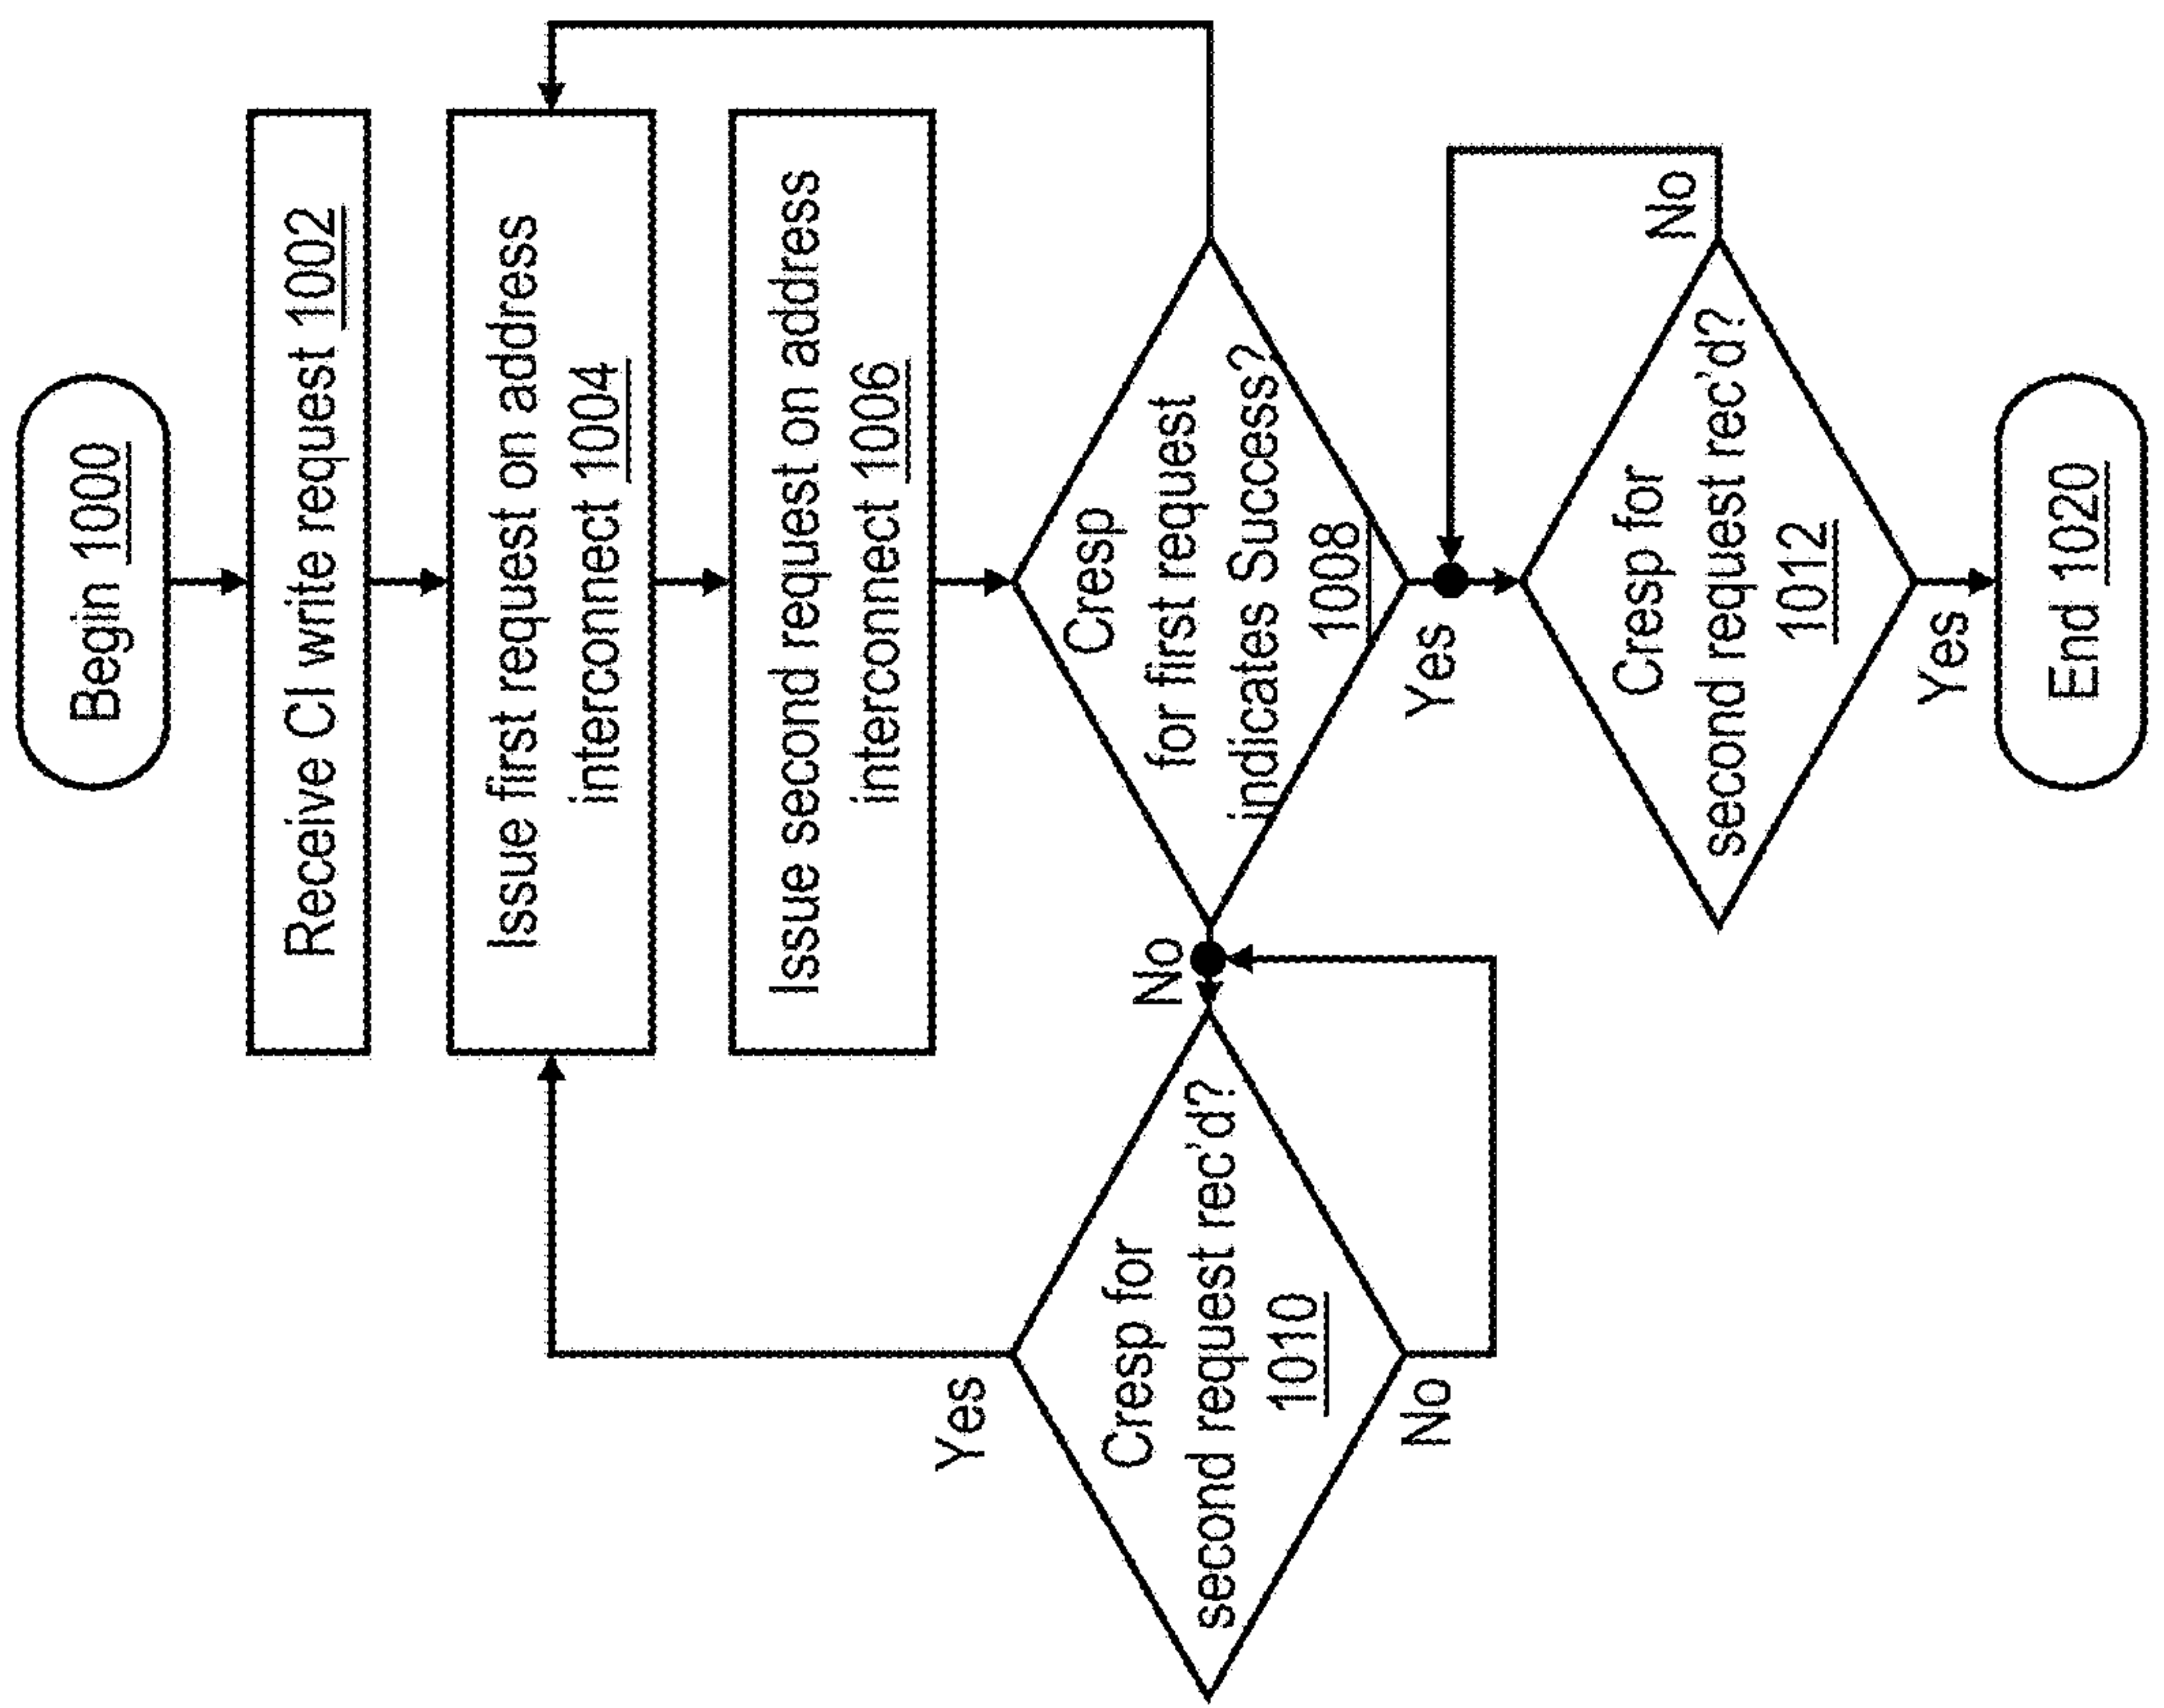 Begin 1000
Receive CI write request 1002
Issue first request on address
interconnect 1004
Issue second request on address
interconnect 1006
Cresp
for first request
indicates Success?
1008
No
Yes
Cresp for
second request rec'd?
1010
Yes
No
Cresp for
second request rec'd?
1012
No
Yes
End 1020